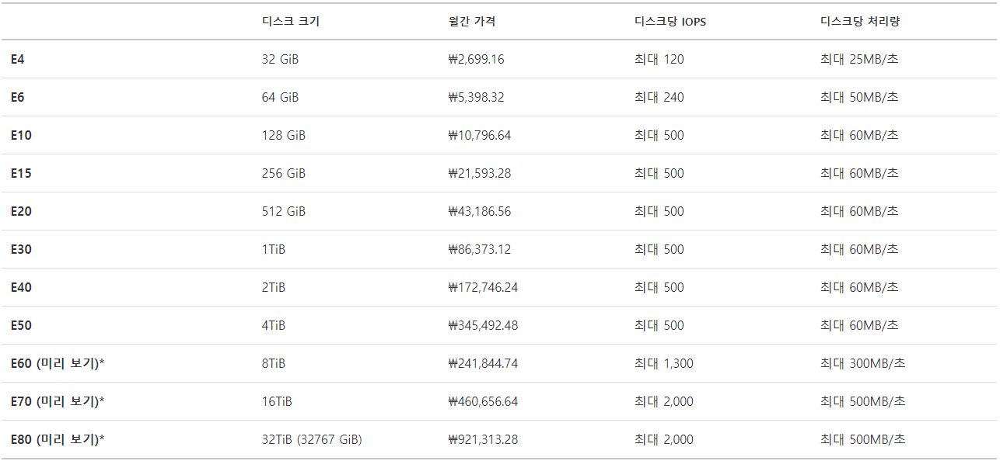 디스크 크기 월간 가격 디스크당 IOPS 디스크당 처리량
E4 32 GiB ₩2,699.16 최대 120 최대 25MB/초
E6 64 GiB ₩5,398.32 최대 240 최대 50MB/초
E10 128 GiB ₩10,796.64 최대 500 최대 60MB/초
E15 256 GiB ₩21,593.28 최대 500 최대 60MB/초
E20 512 GiB ₩43,186.56 최대 500 최대 60MB/초
E30 1TiB ₩86,373.12 최대 500 최대 60MB/초
E40 2TiB ₩172,746.24 최대 500 최대 60MB/초
E50 4TiB ₩345,492.48 최대 500 최대 60MB/초
E60 (미리 보기)* 8TiB ₩241,844.74 최대 1,300 최대 300MB/초
E70 (미리 보기)* 16TiB ₩460,656.64 최대 2,000 최대 500MB/초
E80 (미리 보기)* 32TiB (32767 GiB) ₩921,313.28 최대 2,000 최대 500MB/초